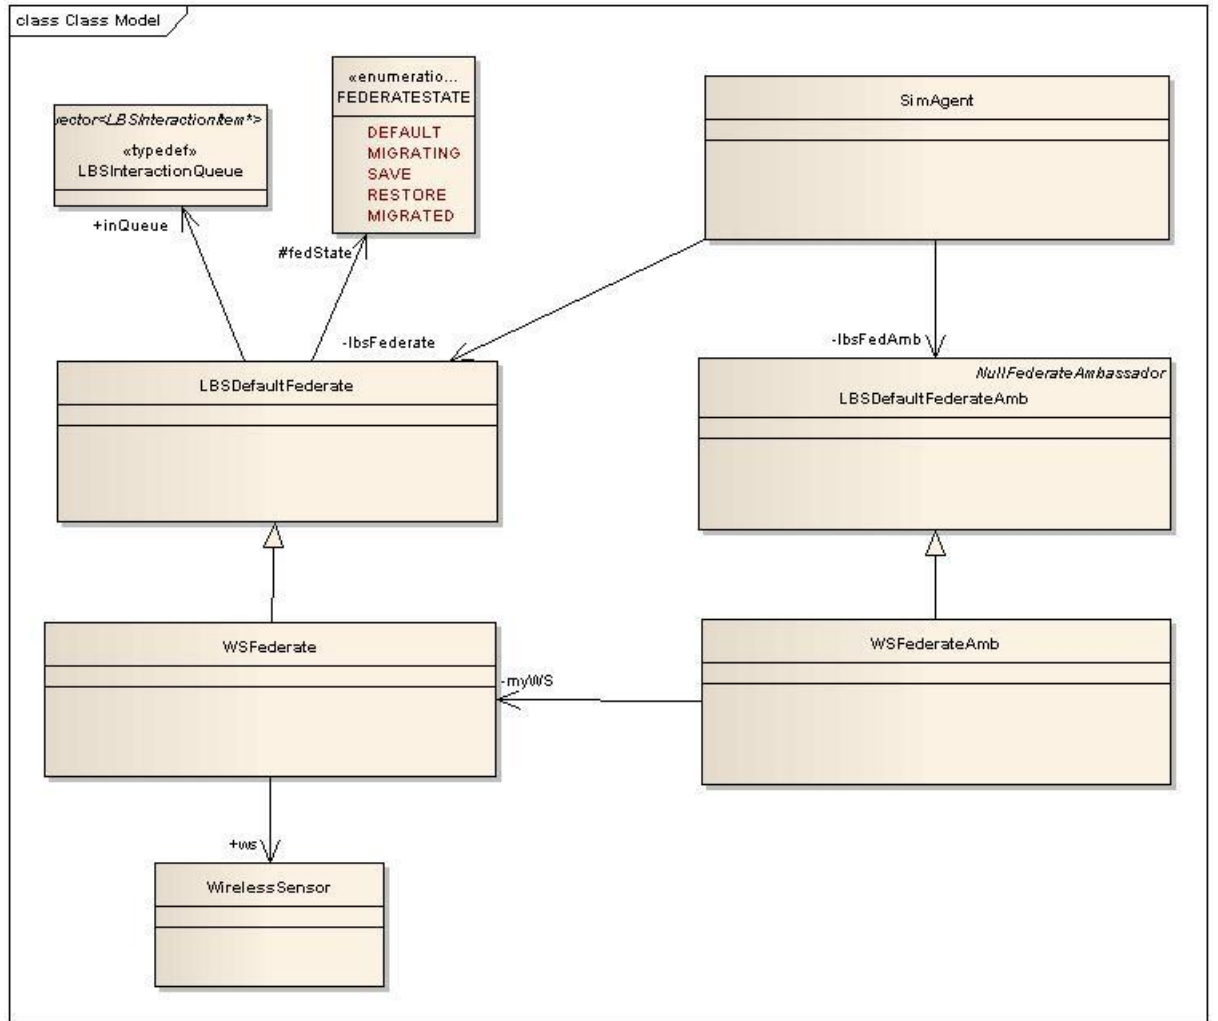 class Class Model
«enumeratio...
FEDERATESTATE
DEFAULT
MIGRATING
SAVE
RESTORE
MIGRATED
vector<LBSInteractionItem*>
«typedef»
LBSInteractionQueue
SimAgent
+inQueue
#fedState
-lbsFederate
-lbsFedAmb
LBSDefaultFederate
NullFederateAmbassador
LBSDefaultFederateAmb
WSFederate
WSFederateAmb
-myWS
+ws
WirelessSensor